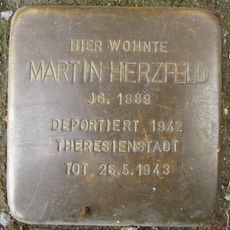 HIER WOHNTE
MARTIN HERZFELD
JG. 1889
DEPORTIERT 1942
THERESIENSTADT
TOT 26.5.1943